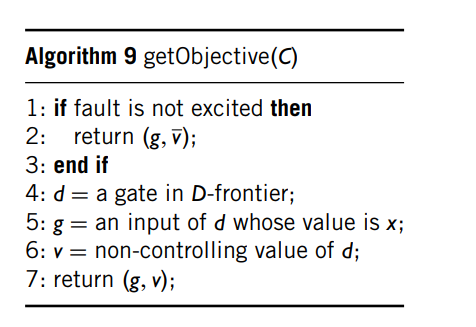 Algorithm 9 getObjective(C)
1: if fault is not excited then
2: return (g, v̅);
3: end if
4: d = a gate in D-frontier;
5: g = an input of d whose value is x;
6: v = non-controlling value of d;
7: return (g, v);